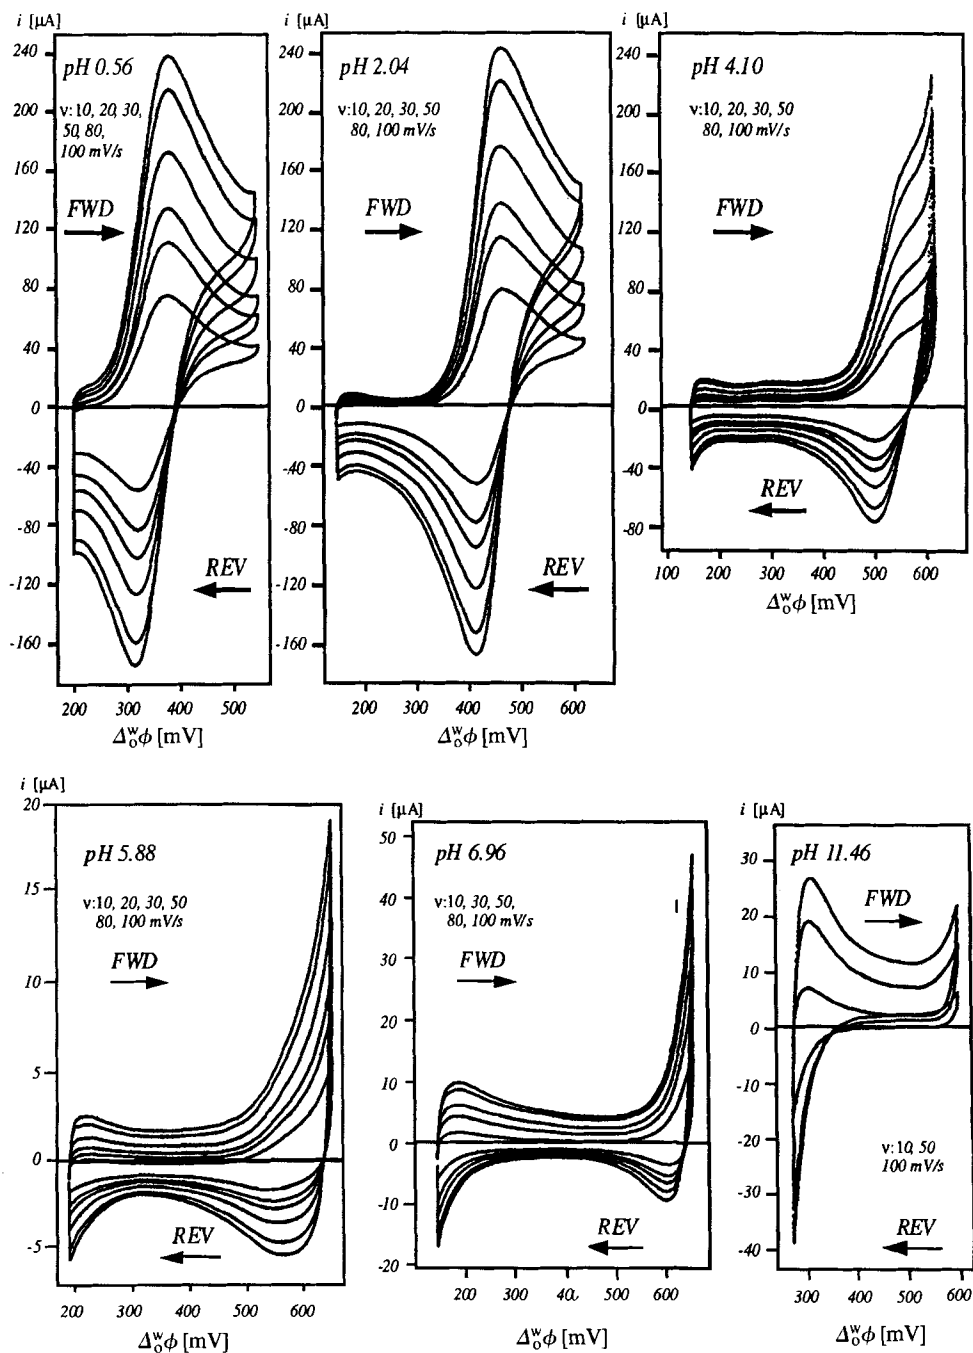 i [μA]
240
200
160
120
80
40
0
-40
-80
-120
-160
pH 0.56
ν:10, 20, 30,
50, 80,
100 mV/s
FWD
REV
200 300 400 500
Δ^w_o ϕ [mV]
i [μA]
240
200
160
120
80
40
0
-40
-80
-120
-160
pH 2.04
ν:10, 20, 30, 50
80, 100 mV/s
FWD
REV
200 300 400 500 600
Δ^w_o ϕ [mV]
i [μA]
240
200
160
120
80
40
0
-40
-80
pH 4.10
ν:10, 20, 30, 50
80, 100 mV/s
FWD
REV
100 200 300 400 500 600
Δ^w_o ϕ [mV]
i [μA]
20
15
10
5
0
-5
pH 5.88
ν:10, 20, 30, 50
80, 100 mV/s
FWD
REV
200 300 400 500 600
Δ^w_o ϕ [mV]
i [μA]
50
40
30
20
10
0
-10
-20
pH 6.96
ν:10, 30, 50,
80, 100 mV/s
FWD
REV
200 300 400 500 600
Δ^w_o ϕ [mV]
i [μA]
30
20
10
0
-10
-20
-30
-40
pH 11.46
FWD
ν:10, 50
100 mV/s
REV
300 400 500 600
Δ^w_o ϕ [mV]